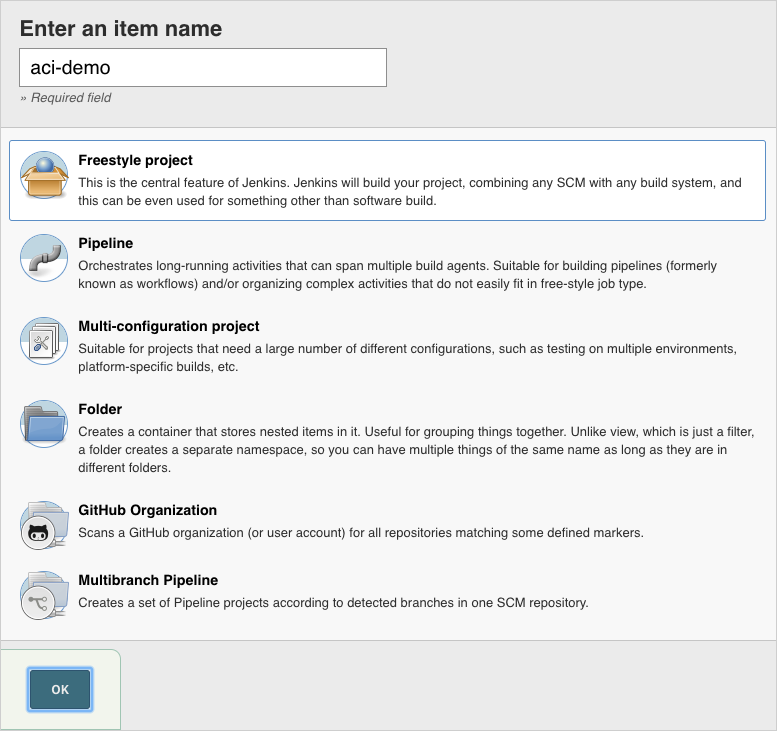 Enter an item name
aci-demo
» Required field
Freestyle project
This is the central feature of Jenkins. Jenkins will build your project, combining any SCM with any build system, and
this can be even used for something other than software build.
Pipeline
Orchestrates long-running activities that can span multiple build agents. Suitable for building pipelines (formerly
known as workflows) and/or organizing complex activities that do not easily fit in free-style job type.
Multi-configuration project
Suitable for projects that need a large number of different configurations, such as testing on multiple environments,
platform-specific builds, etc.
Folder
Creates a container that stores nested items in it. Useful for grouping things together. Unlike view, which is just a filter,
a folder creates a separate namespace, so you can have multiple things of the same name as long as they are in
different folders.
GitHub Organization
Scans a GitHub organization (or user account) for all repositories matching some defined markers.
Multibranch Pipeline
Creates a set of Pipeline projects according to detected branches in one SCM repository.
OK